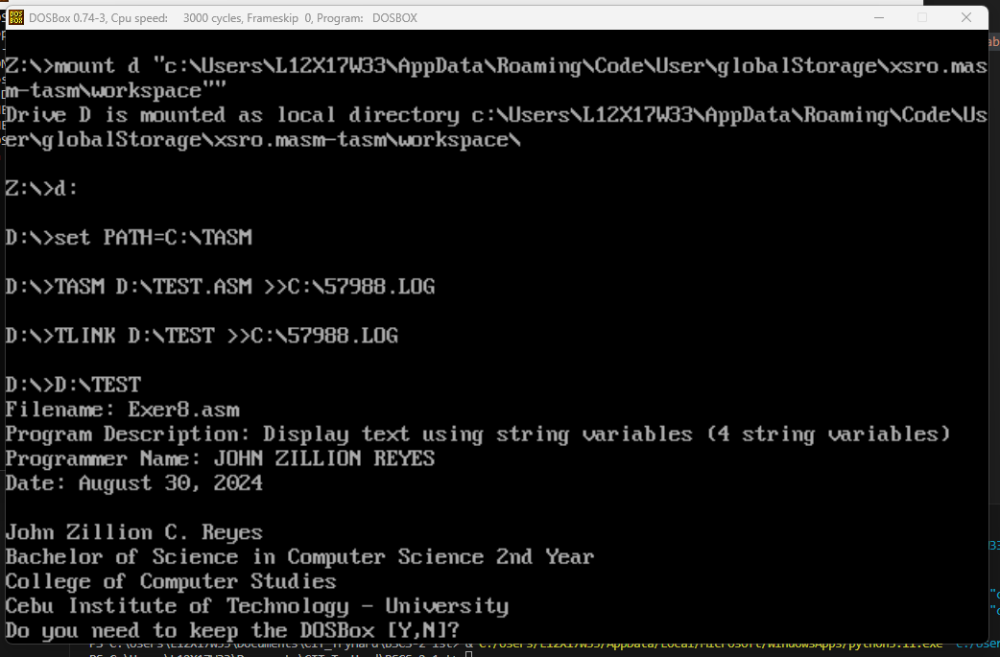 DOSBox 0.74-3, Cpu speed: 3000 cycles, Frameskip 0, Program: DOSBOX
Z:\>mount d "c:\Users\L12X17W33\AppData\Roaming\Code\User\globalStorage\xsro.mas
m-tasm\workspace""
Drive D is mounted as local directory c:\Users\L12X17W33\AppData\Roaming\Code\Us
er\globalStorage\xsro.masm-tasm\workspace\
Z:\>d:
D:\>set PATH=C:\TASM
D:\>TASM D:\TEST.ASM >>C:\57988.LOG
D:\>TLINK D:\TEST >>C:\57988.LOG
D:\>D:\TEST
Filename: Exer8.asm
Program Description: Display text using string variables (4 string variables)
Programmer Name: JOHN ZILLION REYES
Date: August 30, 2024
John Zillion C. Reyes
Bachelor of Science in Computer Science 2nd Year
College of Computer Studies
Cebu Institute of Technology - University
Do you need to keep the DOSBox [Y,N]?